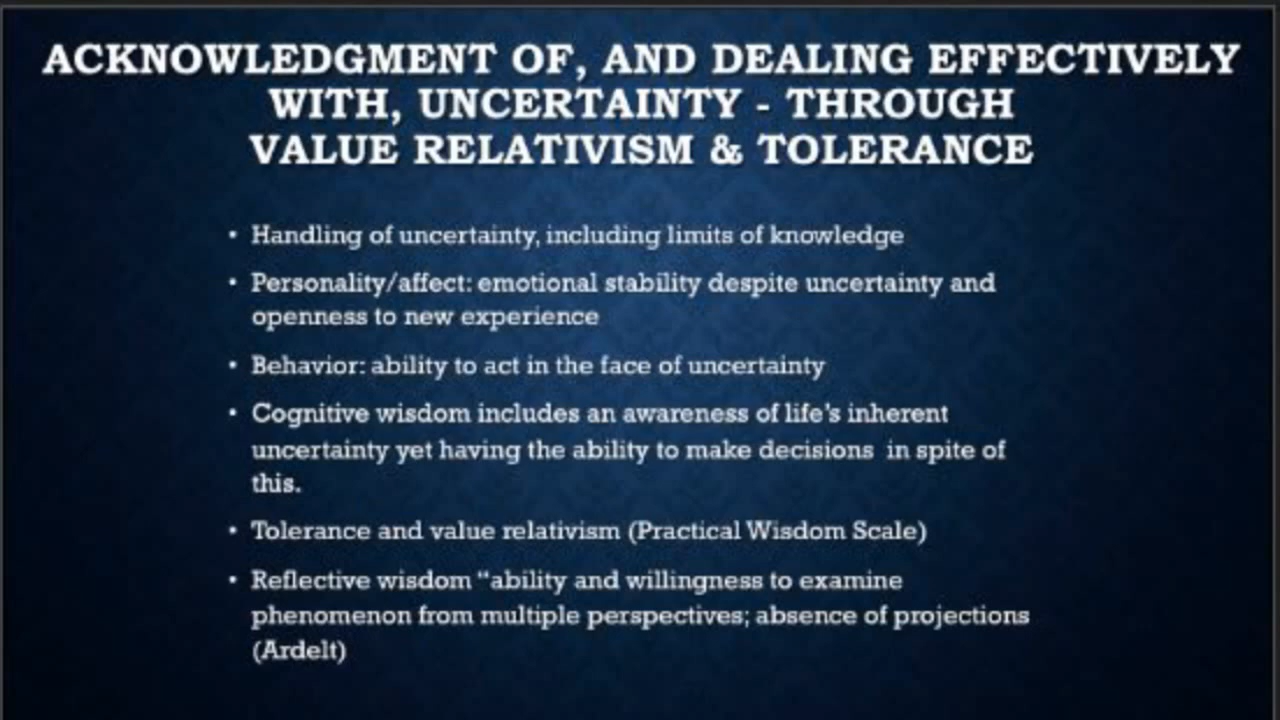 ACKNOWLEDGMENT OF, AND DEALING EFFECTIVELY
WITH, UNCERTAINTY - THROUGH
VALUE RELATIVISM & TOLERANCE
• Handling of uncertainty, including limits of knowledge
• Personality/affect: emotional stability despite uncertainty and
openness to new experience
• Behavior: ability to act in the face of uncertainty
• Cognitive wisdom includes an awareness of life's inherent
uncertainty yet having the ability to make decisions in spite of
this.
• Tolerance and value relativism (Practical Wisdom Scale)
• Reflective wisdom “ability and willingness to examine
phenomenon from multiple perspectives; absence of projections
(Ardelt)